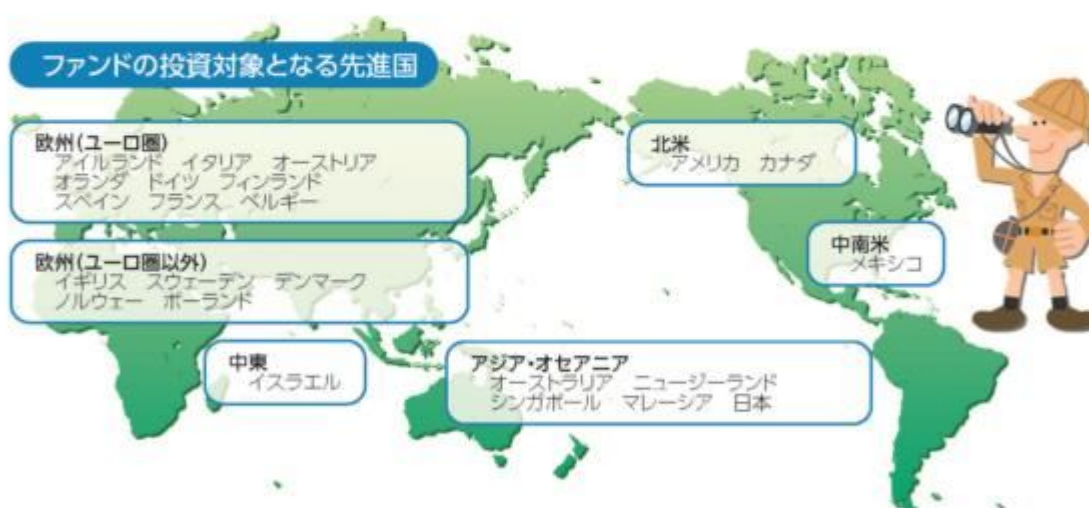 ファンドの投資対象となる先進国
欧州(ユーロ圏)
アイルランド イタリア オーストリア
オランダ ドイツ フィンランド
スペイン フランス ベルギー
欧州(ユーロ圏以外)
イギリス スウェーデン デンマーク
ノルウェー ポーランド
中東
イスラエル
アジア・オセアニア
オーストラリア ニュージーランド
シンガポール マレーシア 日本
北米
アメリカ カナダ
中南米
メキシコ